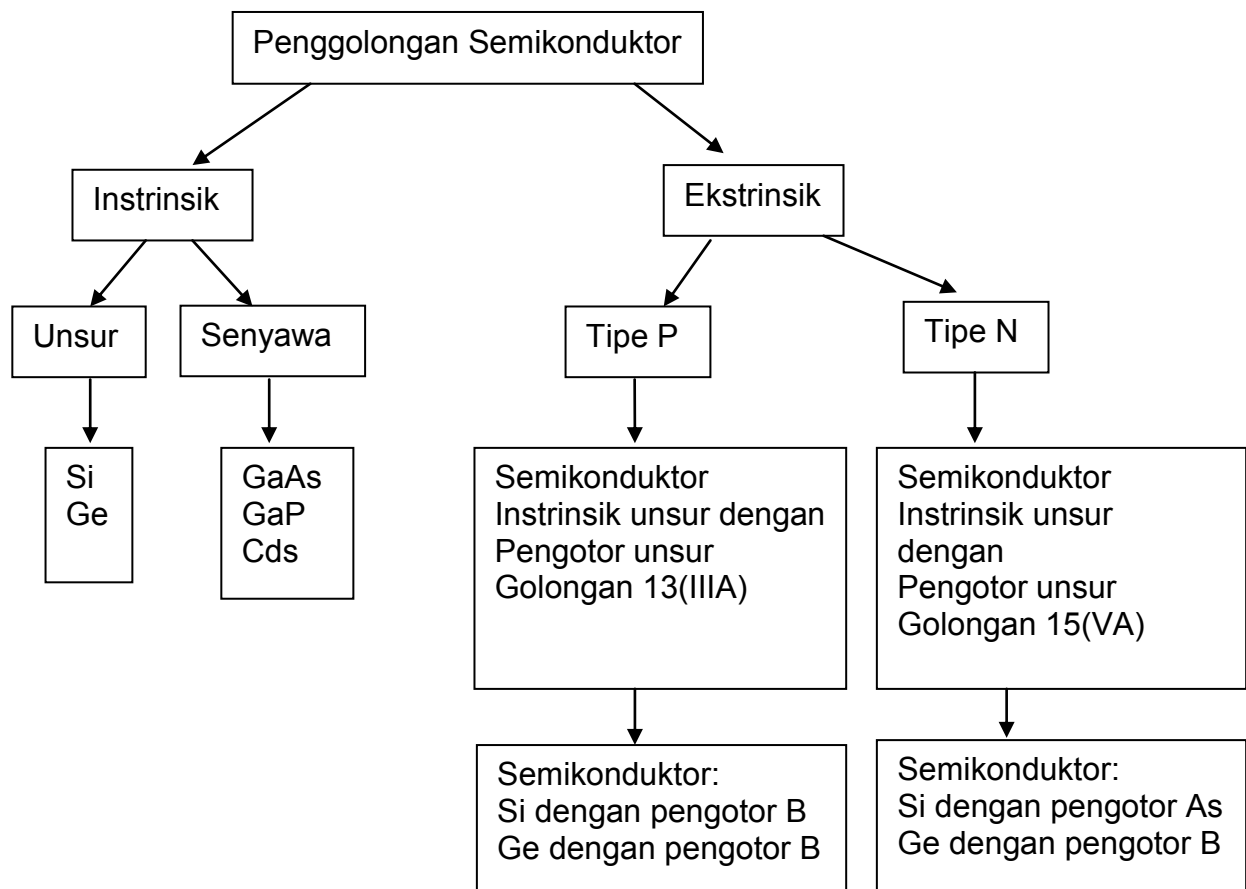 Penggolongan Semikonduktor
Instrinsik
Ekstrinsik
Unsur
Senyawa
Tipe P
Tipe N
Si
Ge
GaAs
GaP
Cds
Semikonduktor
Instrinsik unsur dengan
Pengotor unsur
Golongan 13(IIIA)
Semikonduktor
Instrinsik unsur
dengan
Pengotor unsur
Golongan 15(VA)
Semikonduktor:
Si dengan pengotor B
Ge dengan pengotor B
Semikonduktor:
Si dengan pengotor As
Ge dengan pengotor B